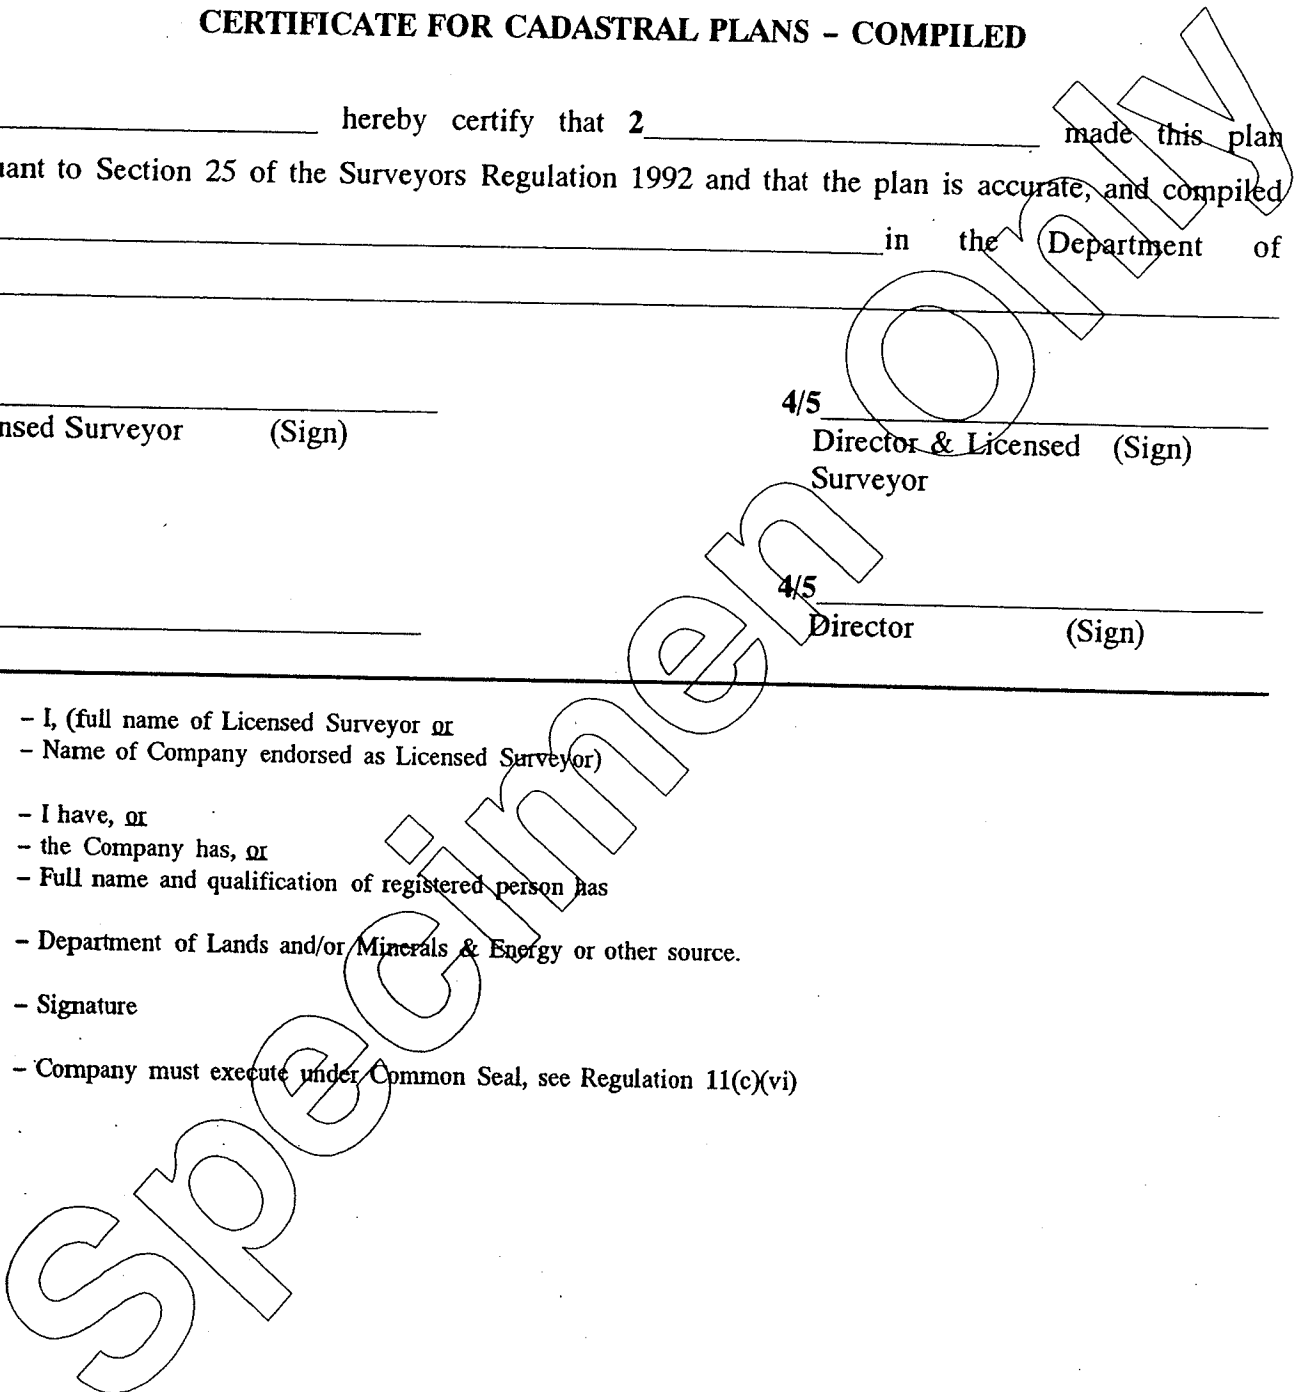 CERTIFICATE FOR CADASTRAL PLANS – COMPILED
hereby certify that 2 made this plan
uant to Section 25 of the Surveyors Regulation 1992 and that the plan is accurate, and compiled
in the Department of
4/5
nsed Surveyor (Sign)
Director & Licensed (Sign)
Surveyor
4/5
Director (Sign)
– I, (full name of Licensed Surveyor or
– Name of Company endorsed as Licensed Surveyor)
– I have, or
– the Company has, or
– Full name and qualification of registered person has
– Department of Lands and/or Minerals & Energy or other source.
– Signature
– Company must execute under Common Seal, see Regulation 11(c)(vi)
Specimen Only